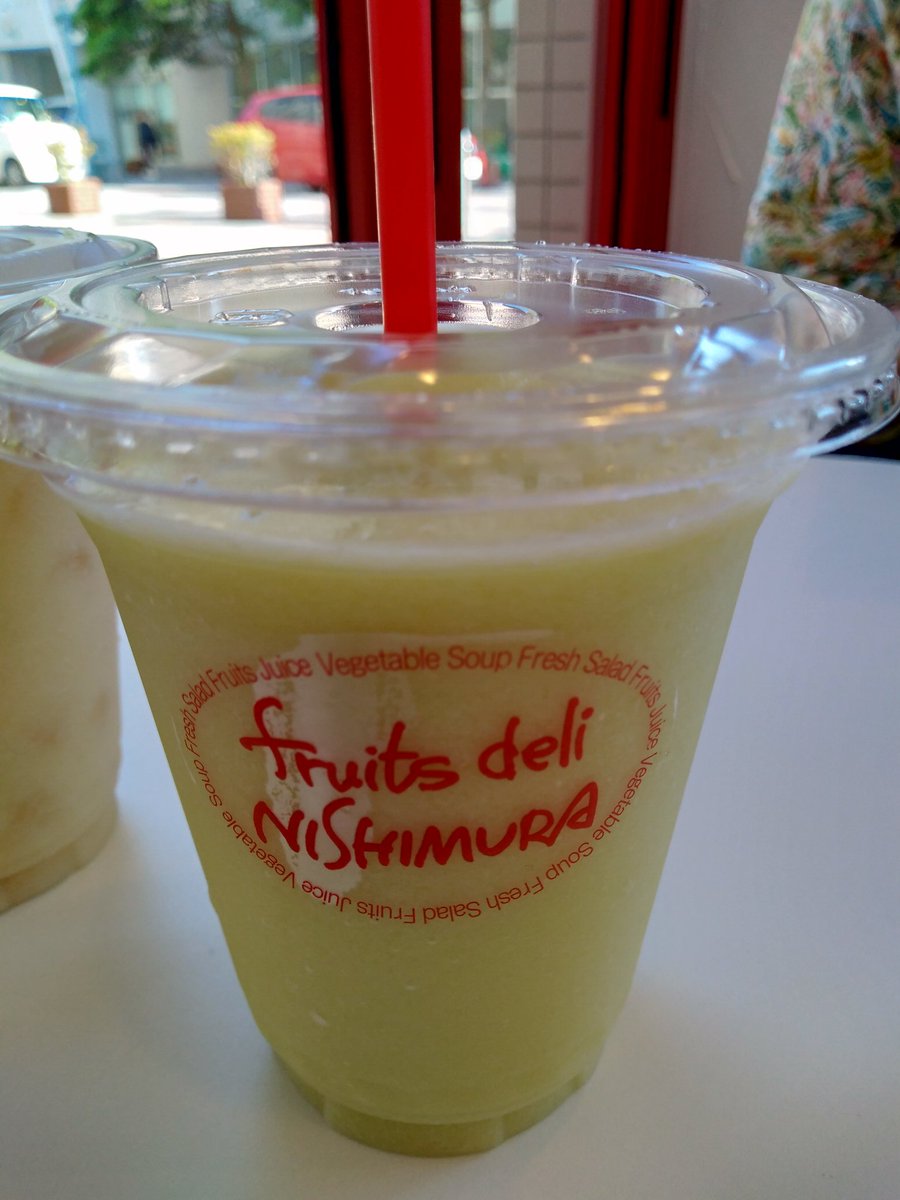 Fresh Salad Fruits Juice Vegetable Soup Fresh Salad Fruits Juice Vegetable Soup Fresh Salad Fruits Juice Vegetable Soup
fruits deli
NISHIMURA